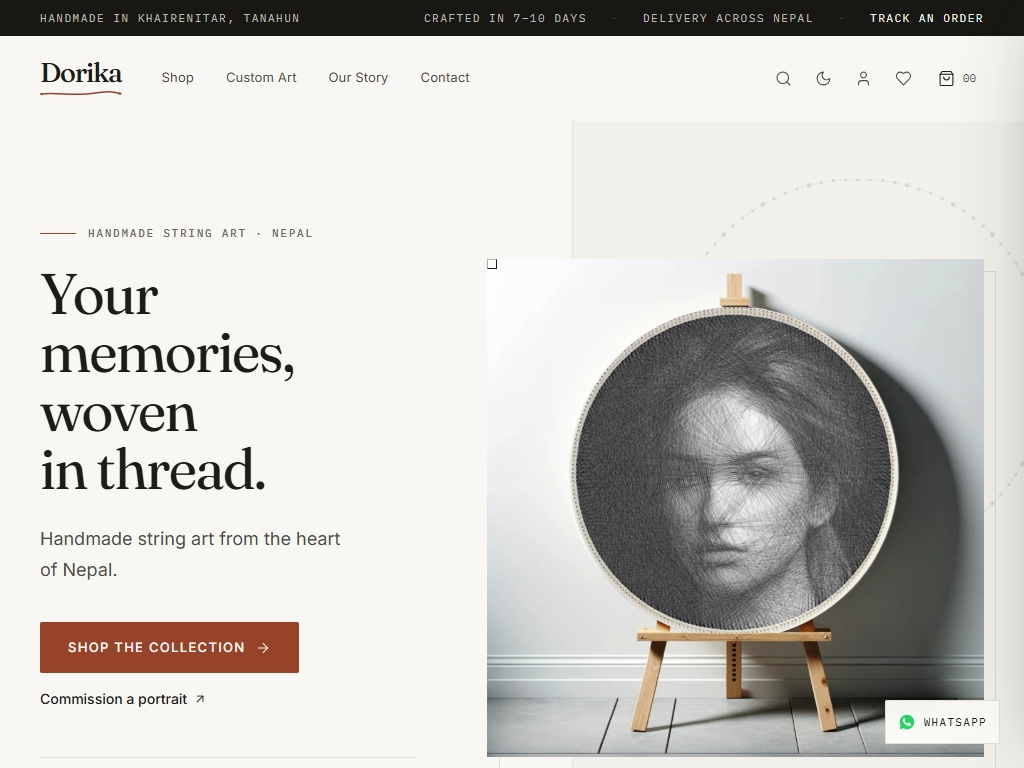 HANDMADE IN KHAIRENITAR, TANAHUN
CRAFTED IN 7–10 DAYS · DELIVERY ACROSS NEPAL · TRACK AN ORDER
Dorika
Shop
Custom Art
Our Story
Contact
00
HANDMADE STRING ART · NEPAL
Your
memories,
woven
in thread.
Handmade string art from the heart
of Nepal.
SHOP THE COLLECTION →
Commission a portrait ↗
WHATSAPP